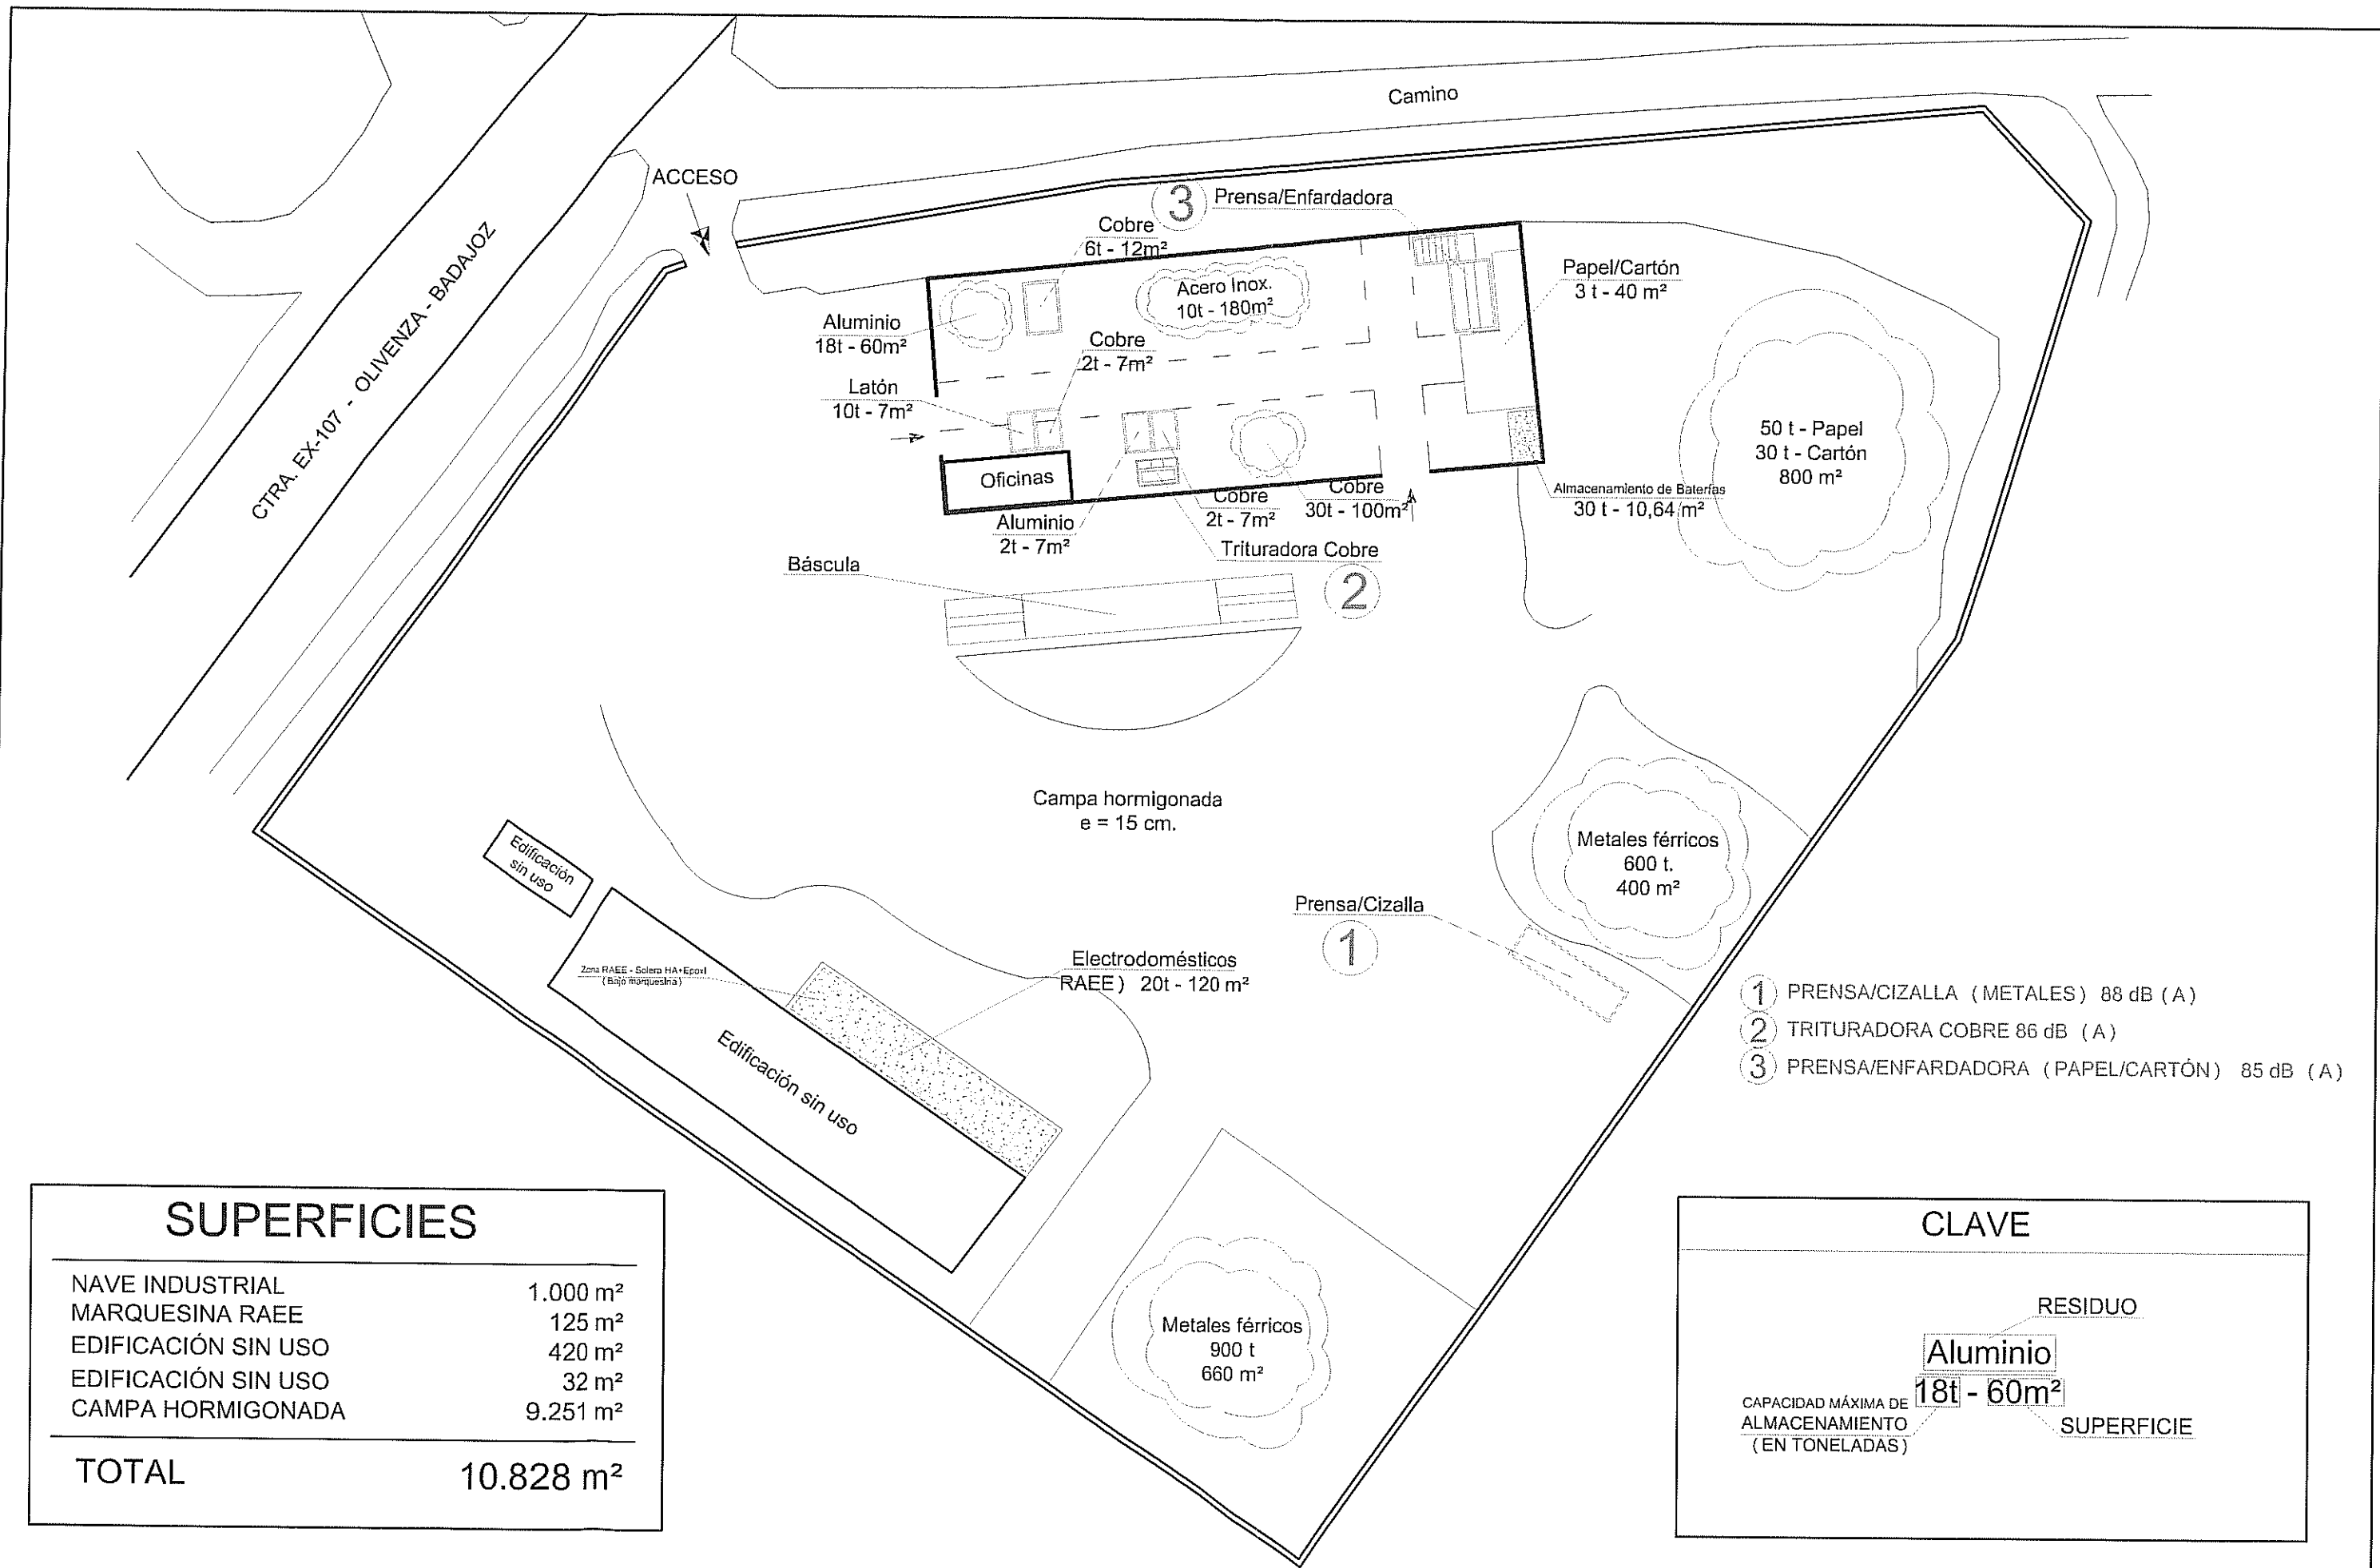 Camino
ACCESO
CTRA. EX-107 - OLIVENZA - BADAJOZ
3
Prensa/Enfardadora
Cobre
6t - 12m²
Acero Inox.
10t - 180m²
Papel/Cartón
3 t - 40 m²
Aluminio
18t - 60m²
Cobre
2t - 7m²
Latón
10t - 7m²
50 t - Papel
30 t - Cartón
800 m²
Oficinas
Almacenamiento de Baterías
30 t - 10,64 m²
Cobre
2t - 7m²
Cobre
30t - 100m²
Aluminio
2t - 7m²
Trituradora Cobre
2
Báscula
Campa hormigonada
e = 15 cm.
Metales férricos
600 t.
400 m²
Edificación
sin uso
Prensa/Cizalla
1
Electrodomésticos
RAEE ) 20t - 120 m²
Zona RAEE - Solera HA+Epoxi
( Bajo marquesina )
Edificación sin uso
1 PRENSA/CIZALLA ( METALES ) 88 dB ( A )
2 TRITURADORA COBRE 86 dB ( A )
3 PRENSA/ENFARDADORA ( PAPEL/CARTÓN ) 85 dB ( A )
Metales férricos
900 t
660 m²
SUPERFICIES
NAVE INDUSTRIAL 1.000 m²
MARQUESINA RAEE 125 m²
EDIFICACIÓN SIN USO 420 m²
EDIFICACIÓN SIN USO 32 m²
CAMPA HORMIGONADA 9.251 m²
TOTAL 10.828 m²
CLAVE
RESIDUO
Aluminio
18t - 60m²
CAPACIDAD MÁXIMA DE
ALMACENAMIENTO
( EN TONELADAS )
SUPERFICIE